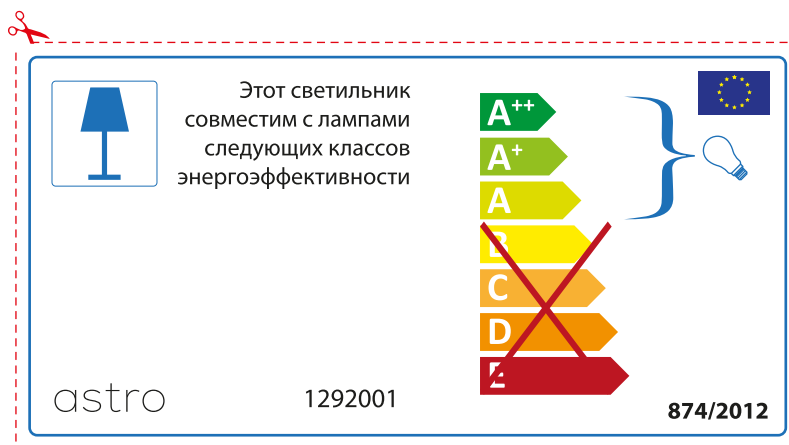 Этот светильник
совместим с лампами
следующих классов
энергоэффективности
A++
A+
A
B
C
D
E
astro
1292001
874/2012